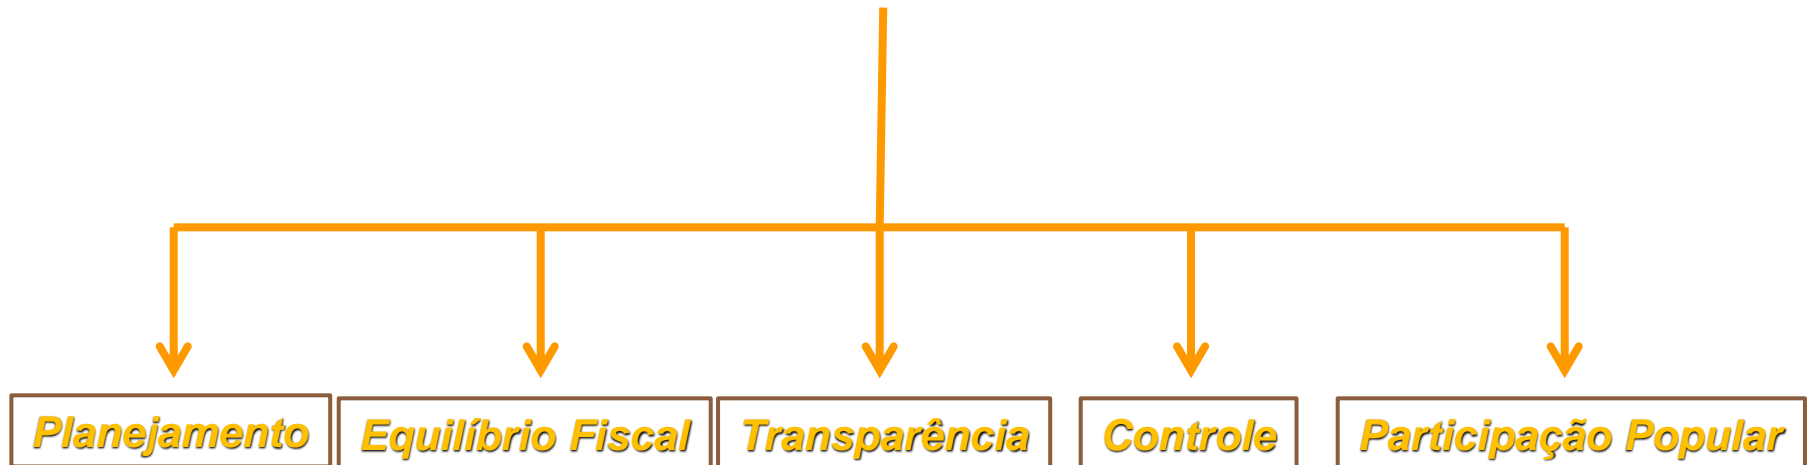 Planejamento
Equilíbrio Fiscal
Transparência
Controle
Participação Popular